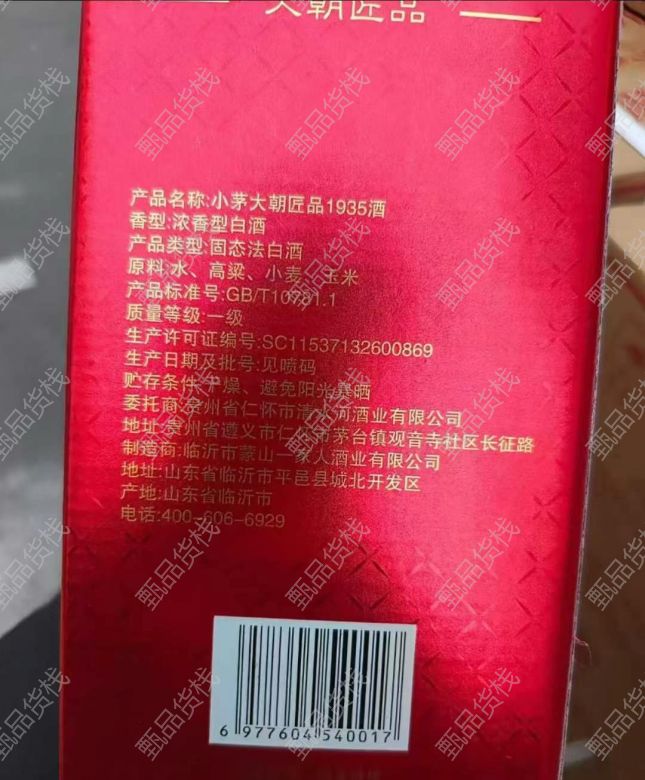 大朝匠品
产品名称:小茅大朝匠品1935酒
香型:浓香型白酒
产品类型:固态法白酒
原料:水、高粱、小麦、玉米
产品标准号:GB/T10781.1
质量等级:一级
生产许可证编号:SC11537132600869
生产日期及批号:见喷码
贮存条件:干燥、避免阳光暴晒
委托商:贵州省仁怀市清水河酒业有限公司
地址:贵州省遵义市仁怀市茅台镇观音寺社区长征路
制造商:临沂市蒙山一家人酒业有限公司
地址:山东省临沂市平邑县城北开发区
产地:山东省临沂市
电话:400-606-6929
6 977604 540017
甄品货栈